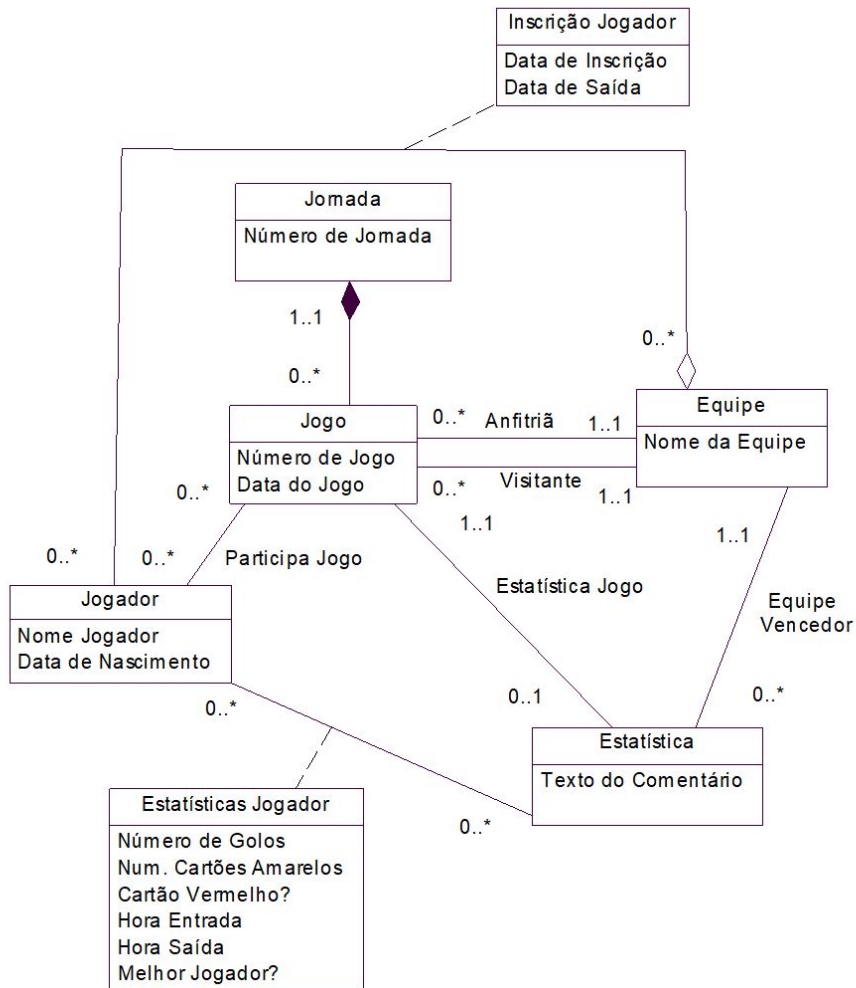 Inscrição Jogador
Data de Inscrição
Data de Saída
Jornada
Número de Jornada
1..1
0..*
0..*
Jogo
Número de Jogo
Data do Jogo
0..*
Anfitriã
1..1
Equipe
Nome da Equipe
0..*
Visitante
1..1
0..*
1..1
1..1
0..*
0..*
Participa Jogo
Estatística Jogo
Equipe
Vencedor
Jogador
Nome Jogador
Data de Nascimento
0..*
0..1
0..*
Estatística
Texto do Comentário
0..*
Estatísticas Jogador
Número de Golos
Num. Cartões Amarelos
Cartão Vermelho?
Hora Entrada
Hora Saída
Melhor Jogador?